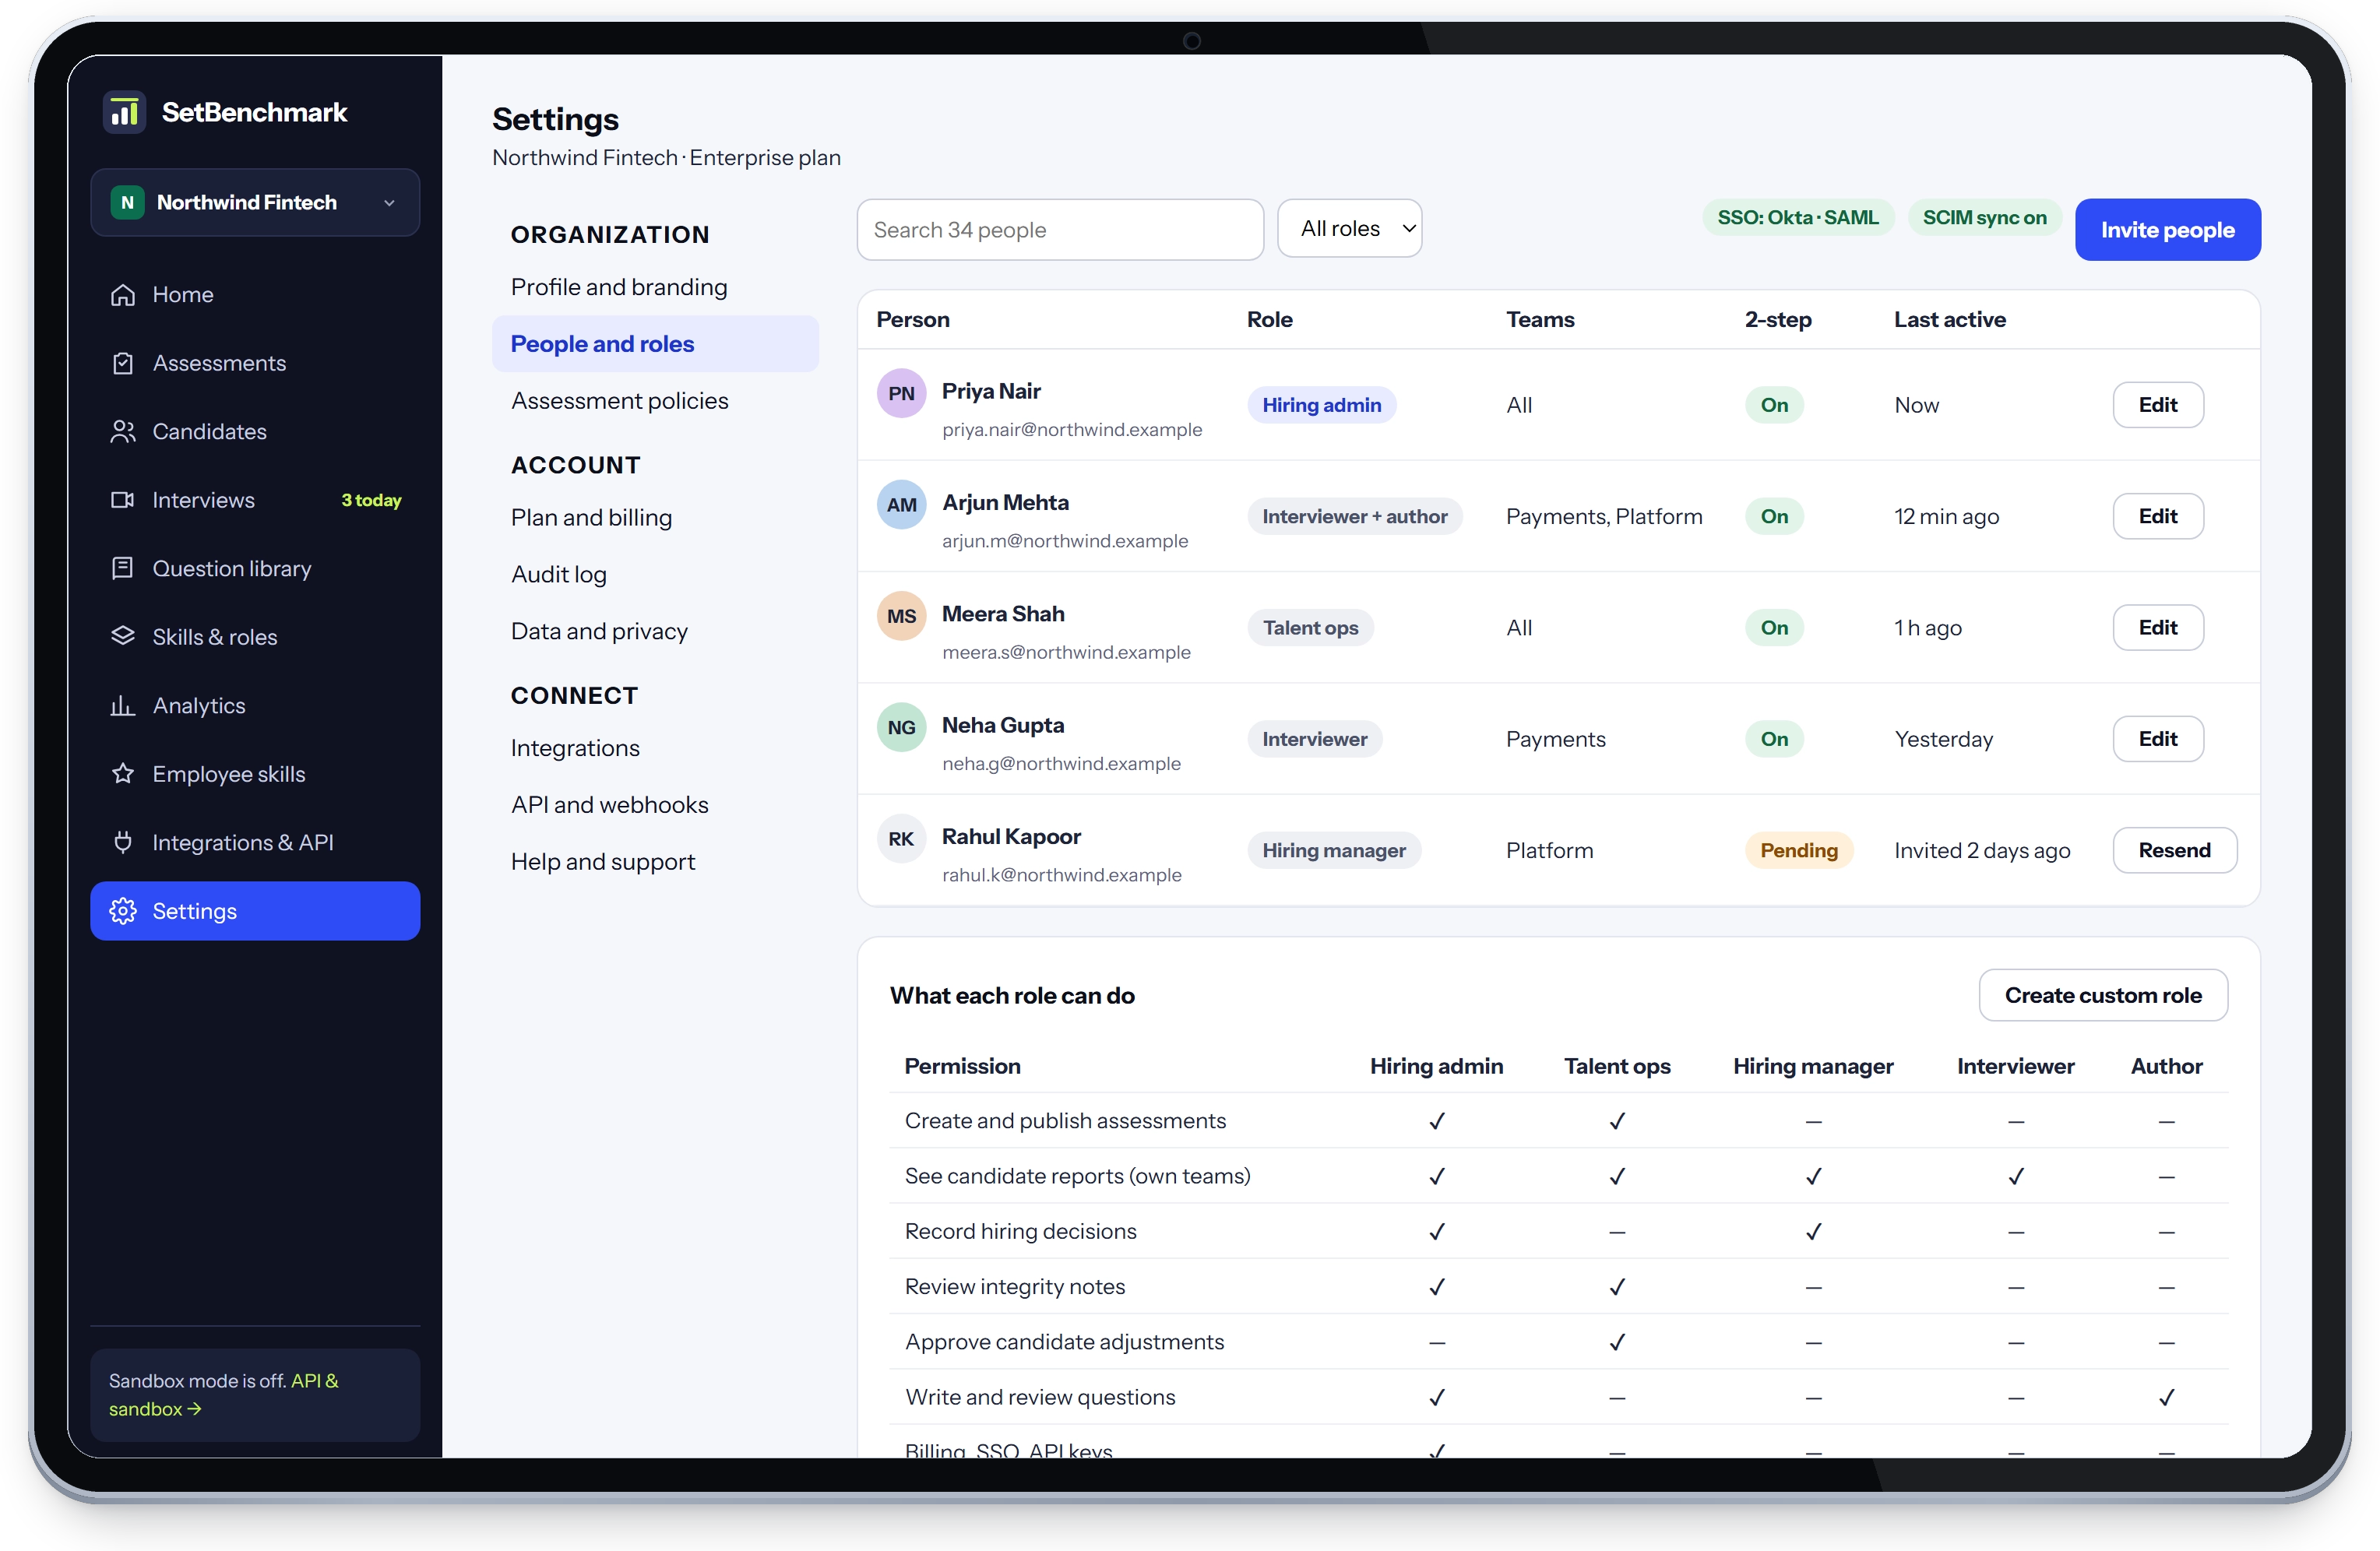 SetBenchmark
N Northwind Fintech
Home
Assessments
Candidates
Interviews 3 today
Question library
Skills & roles
Analytics
Employee skills
Integrations & API
Settings
Sandbox mode is off. API &
sandbox →
Settings
Northwind Fintech · Enterprise plan
ORGANIZATION
Profile and branding
People and roles
Assessment policies
ACCOUNT
Plan and billing
Audit log
Data and privacy
CONNECT
Integrations
API and webhooks
Help and support
Search 34 people All roles SSO: Okta · SAML SCIM sync on Invite people
Person Role Teams 2-step Last active
PN Priya Nair Hiring admin All On Now Edit
priya.nair@northwind.example
AM Arjun Mehta Interviewer + author Payments, Platform On 12 min ago Edit
arjun.m@northwind.example
MS Meera Shah Talent ops All On 1 h ago Edit
meera.s@northwind.example
NG Neha Gupta Interviewer Payments On Yesterday Edit
neha.g@northwind.example
RK Rahul Kapoor Hiring manager Platform Pending Invited 2 days ago Resend
rahul.k@northwind.example
What each role can do Create custom role
Permission Hiring admin Talent ops Hiring manager Interviewer Author
Create and publish assessments ✓ ✓ — — —
See candidate reports (own teams) ✓ ✓ ✓ ✓ —
Record hiring decisions ✓ — ✓ — —
Review integrity notes ✓ ✓ — — —
Approve candidate adjustments — ✓ — — —
Write and review questions ✓ — — — ✓
Billing, SSO, API keys ✓ — — — —